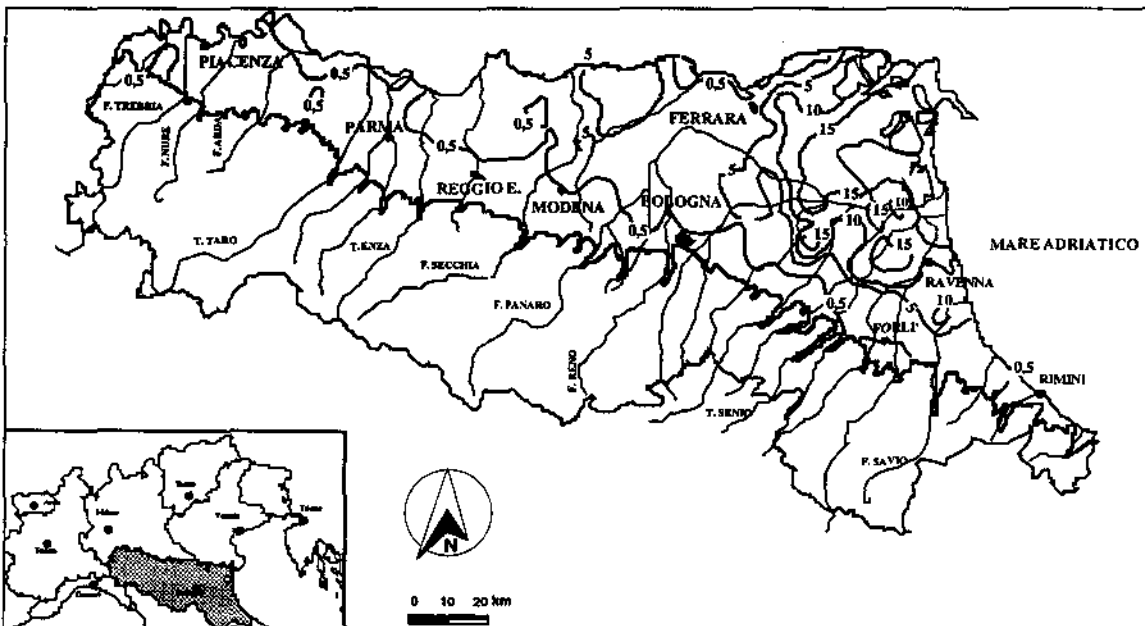 PIACENZA
0,5
F. TREBBIA
F. NURE
F. ARDA
0,5
0,5
PARMA
0,5
REGGIO E.
0,5
5
5
MODENA
0,5
BOLOGNA
FERRARA
0,5
5
5
10
15
15
10
15
15
10
15
MARE ADRIATICO
RAVENNA
10
5
0,5
FORLI'
0,5
RIMINI
T. TARO
T. ENZA
F. SECCHIA
F. PANARO
F. RENO
T. SENIO
F. SAVIO
N
0 10 20 km